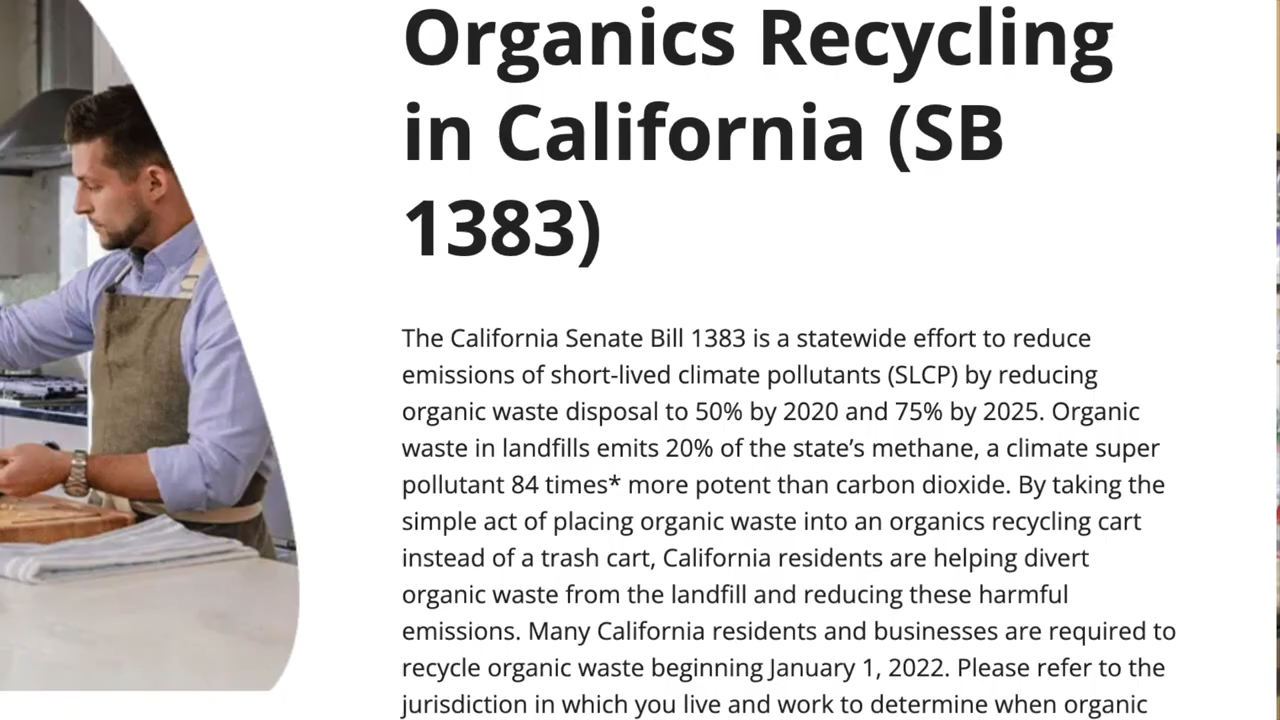 Organics Recycling
in California (SB
1383)
The California Senate Bill 1383 is a statewide effort to reduce
emissions of short-lived climate pollutants (SLCP) by reducing
organic waste disposal to 50% by 2020 and 75% by 2025. Organic
waste in landfills emits 20% of the state’s methane, a climate super
pollutant 84 times* more potent than carbon dioxide. By taking the
simple act of placing organic waste into an organics recycling cart
instead of a trash cart, California residents are helping divert
organic waste from the landfill and reducing these harmful
emissions. Many California residents and businesses are required to
recycle organic waste beginning January 1, 2022. Please refer to the
jurisdiction in which you live and work to determine when organic